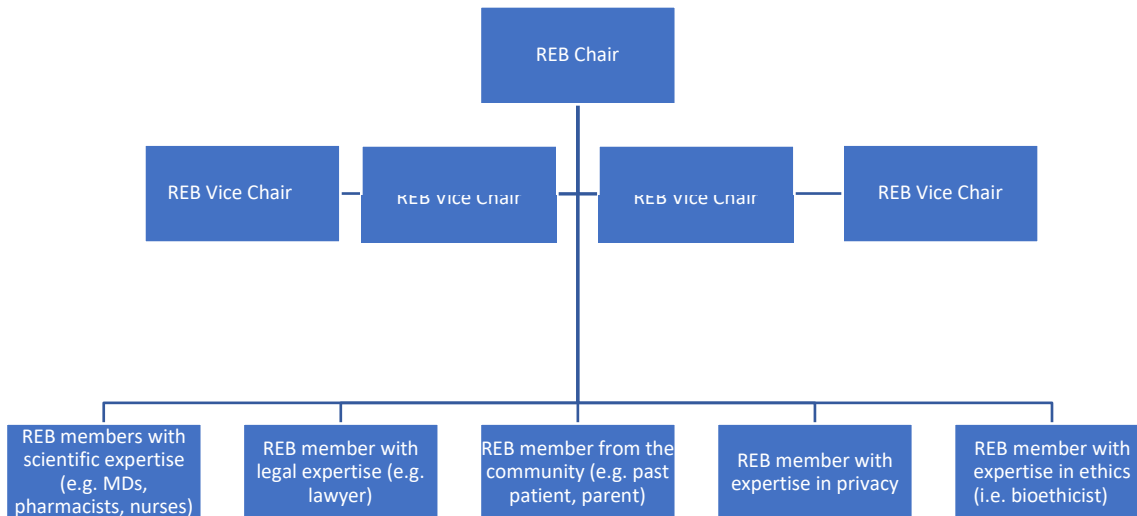 REB Chair
REB Vice Chair
REB Vice Chair
REB Vice Chair
REB Vice Chair
REB members with
scientific expertise
(e.g. MDs,
pharmacists, nurses)
REB member with
legal expertise (e.g.
lawyer)
REB member from the
community (e.g. past
patient, parent)
REB member with
expertise in privacy
REB member with
expertise in ethics
(i.e. bioethicist)